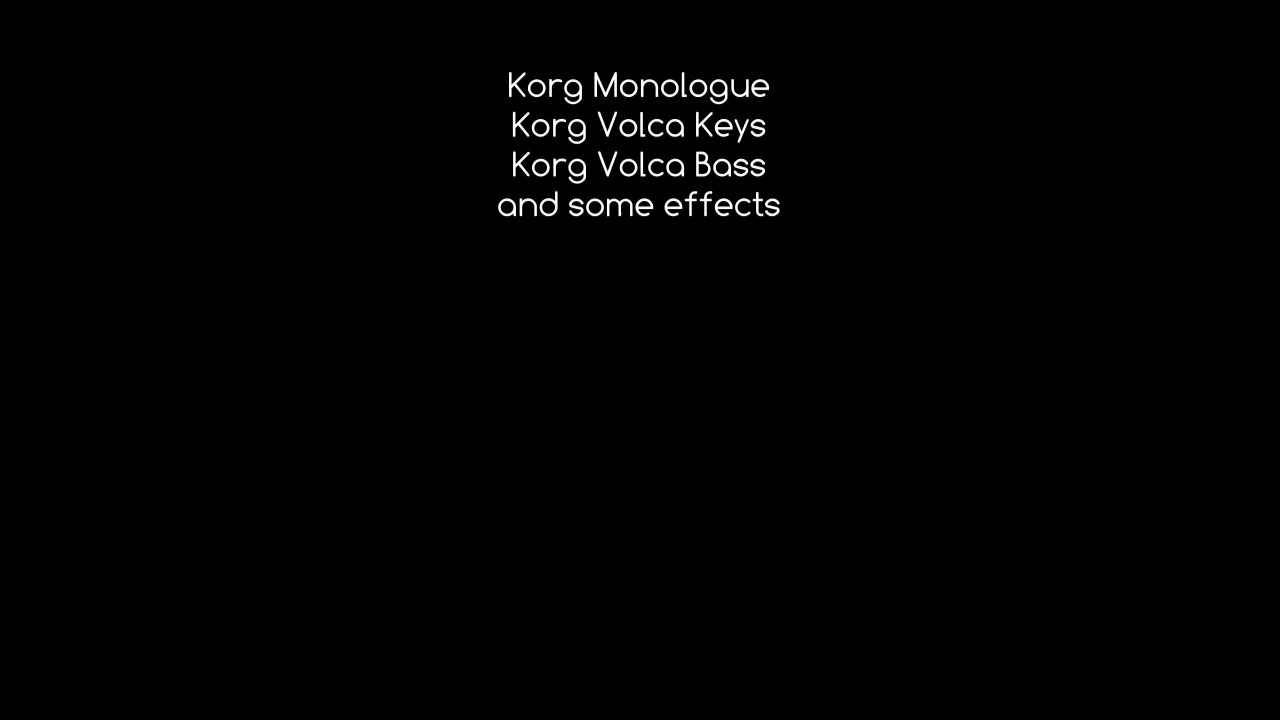 Korg Monologue
Korg Volca Keys
Korg Volca Bass
and some effects